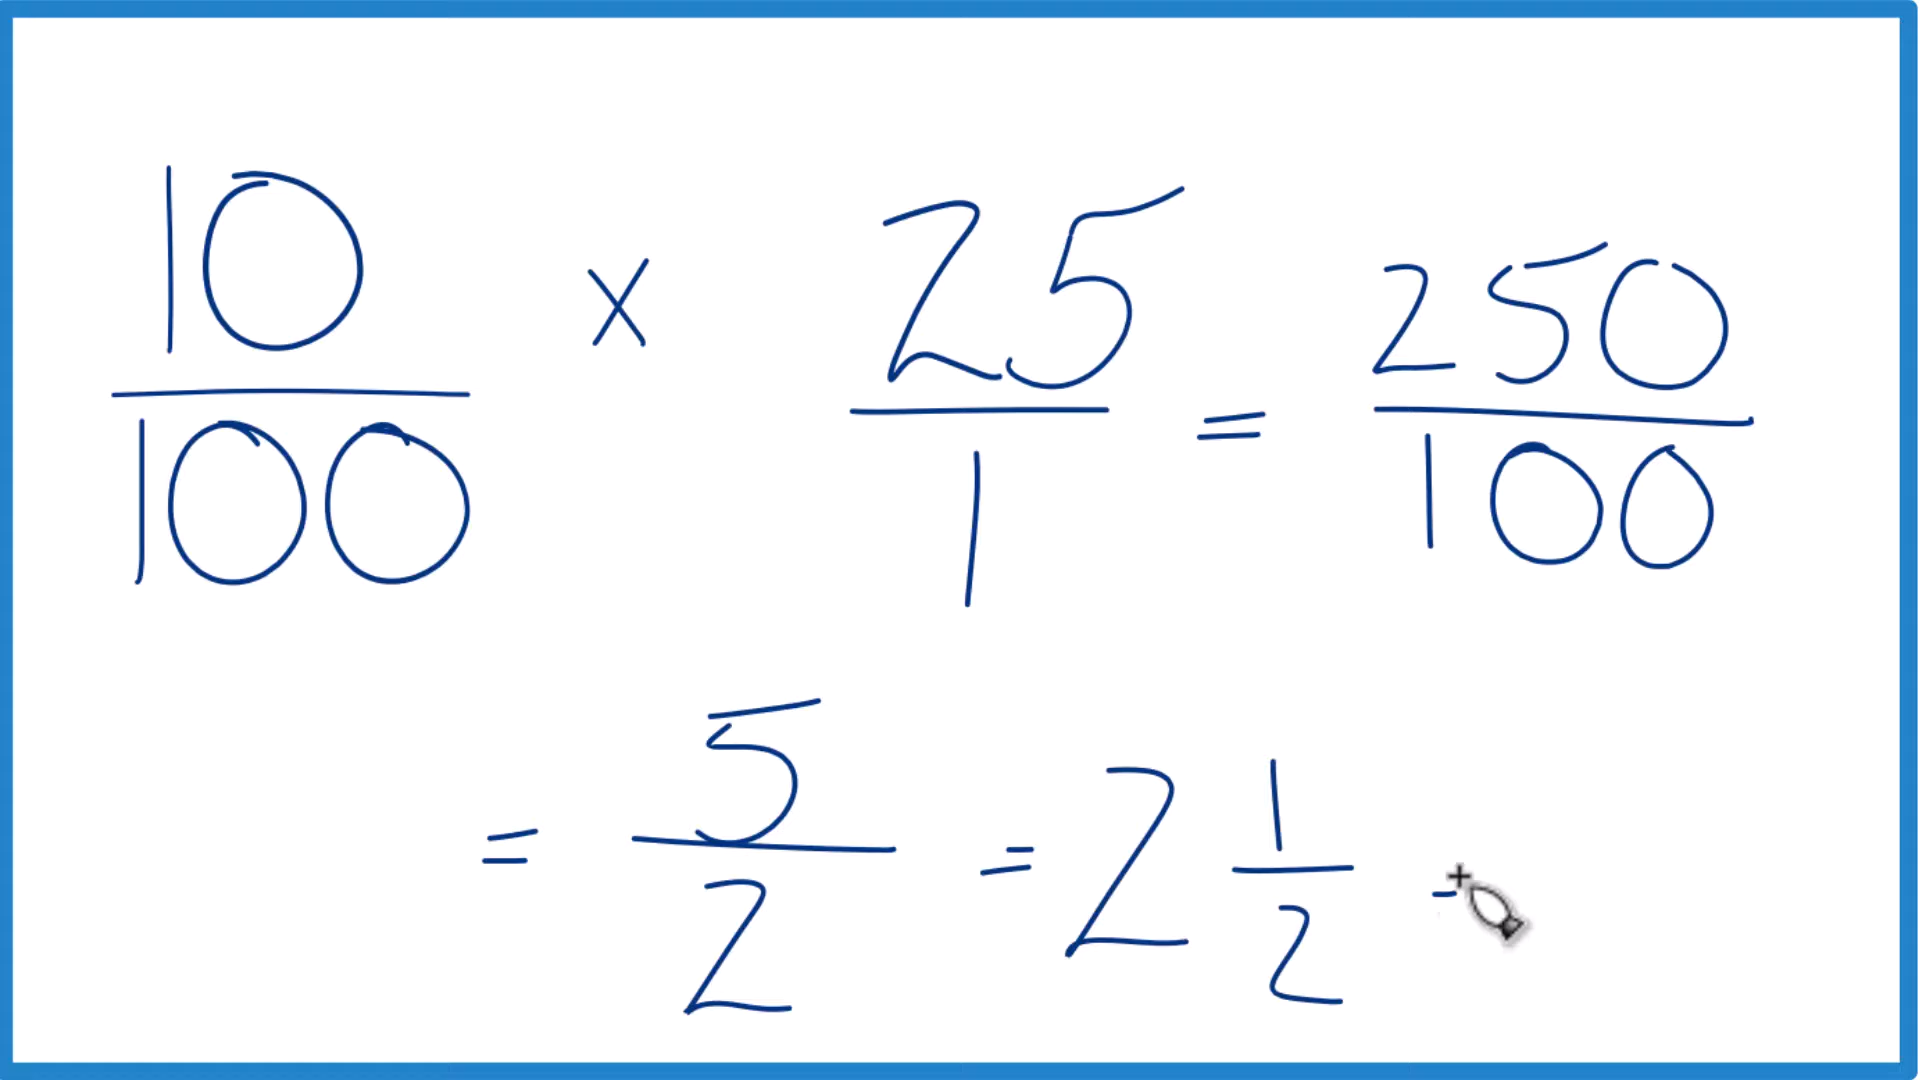 10/100 x 25/1 = 250/100
= 5/2 = 2 1/2 -